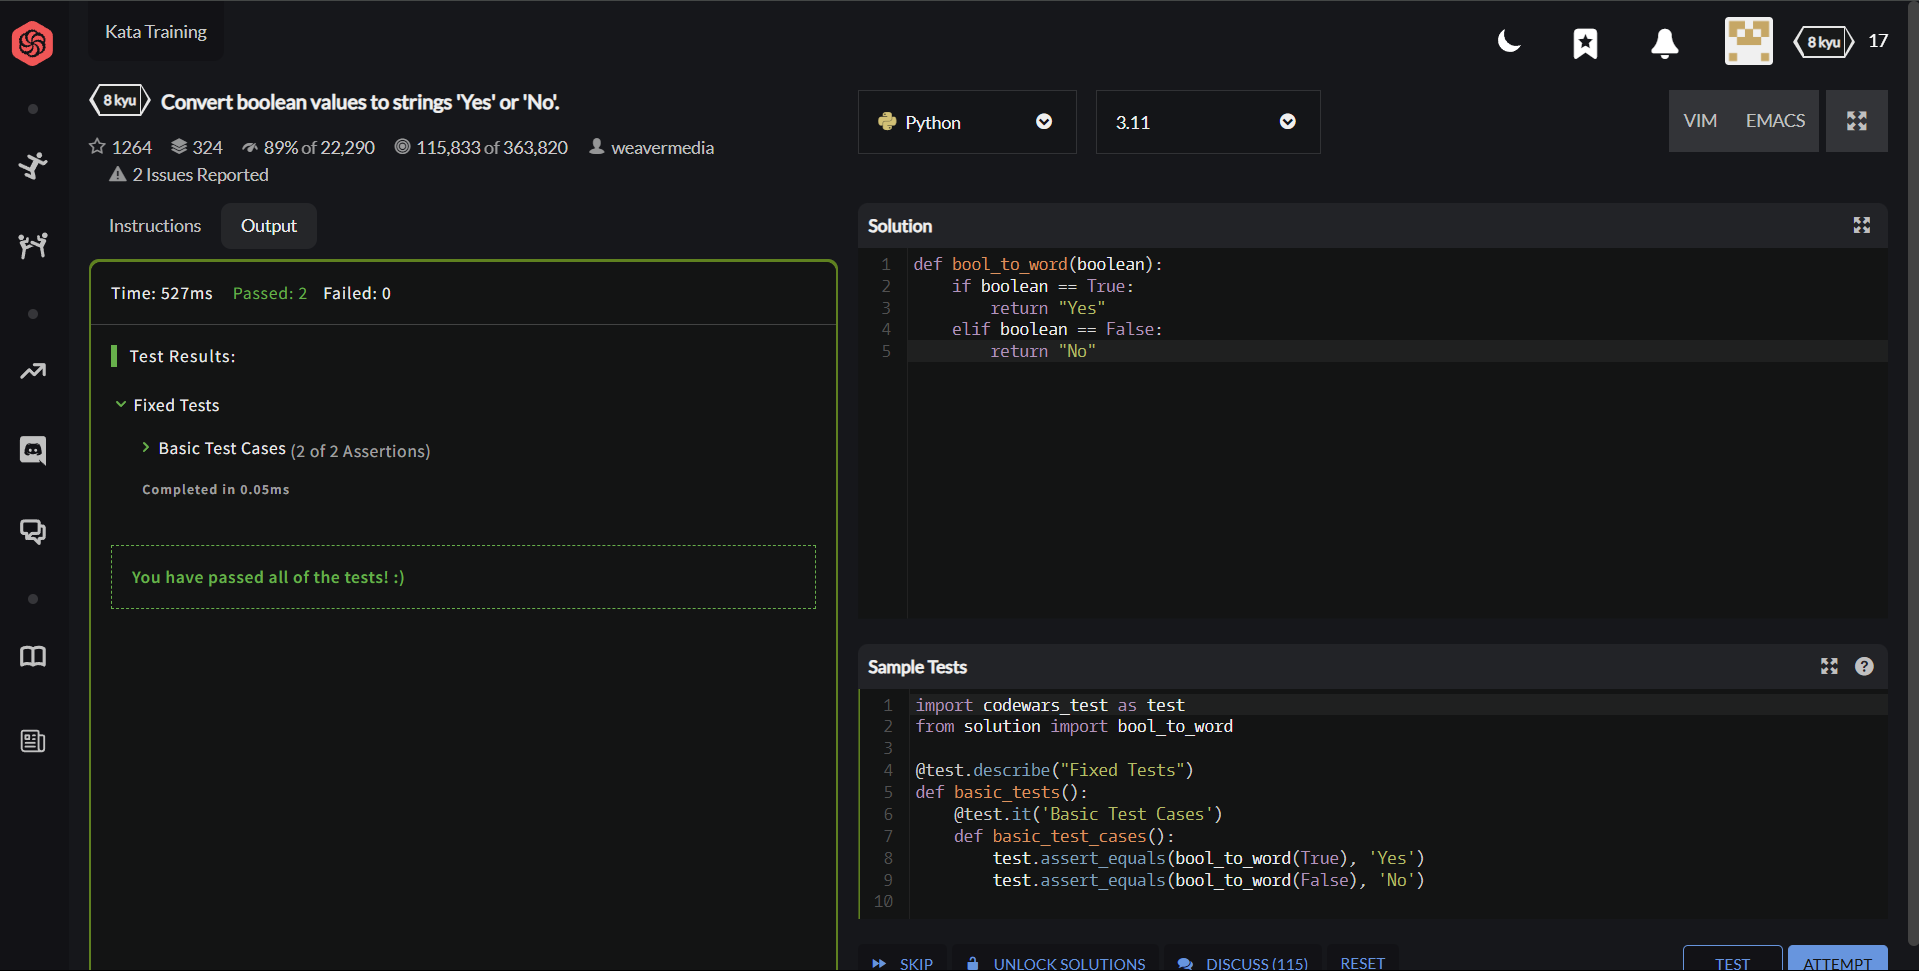 Kata Training
8 kyu 17
8 kyu Convert boolean values to strings 'Yes' or 'No'.
1264 324 89% of 22,290 115,833 of 363,820 weavermedia
2 Issues Reported
Instructions Output
Time: 527ms Passed: 2 Failed: 0
Test Results:
Fixed Tests
Basic Test Cases (2 of 2 Assertions)
Completed in 0.05ms
You have passed all of the tests! :)
Python 3.11 VIM EMACS
Solution
1 def bool_to_word(boolean):
2     if boolean == True:
3         return "Yes"
4     elif boolean == False:
5         return "No"
Sample Tests
1 import codewars_test as test
2 from solution import bool_to_word
3
4 @test.describe("Fixed Tests")
5 def basic_tests():
6     @test.it('Basic Test Cases')
7     def basic_test_cases():
8         test.assert_equals(bool_to_word(True), 'Yes')
9         test.assert_equals(bool_to_word(False), 'No')
10
SKIP UNLOCK SOLUTIONS DISCUSS (115) RESET TEST ATTEMPT